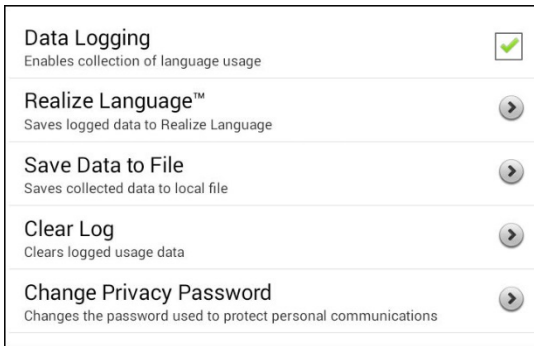 Data Logging
Enables collection of language usage
Realize Language™
Saves logged data to Realize Language
Save Data to File
Saves collected data to local file
Clear Log
Clears logged usage data
Change Privacy Password
Changes the password used to protect personal communications